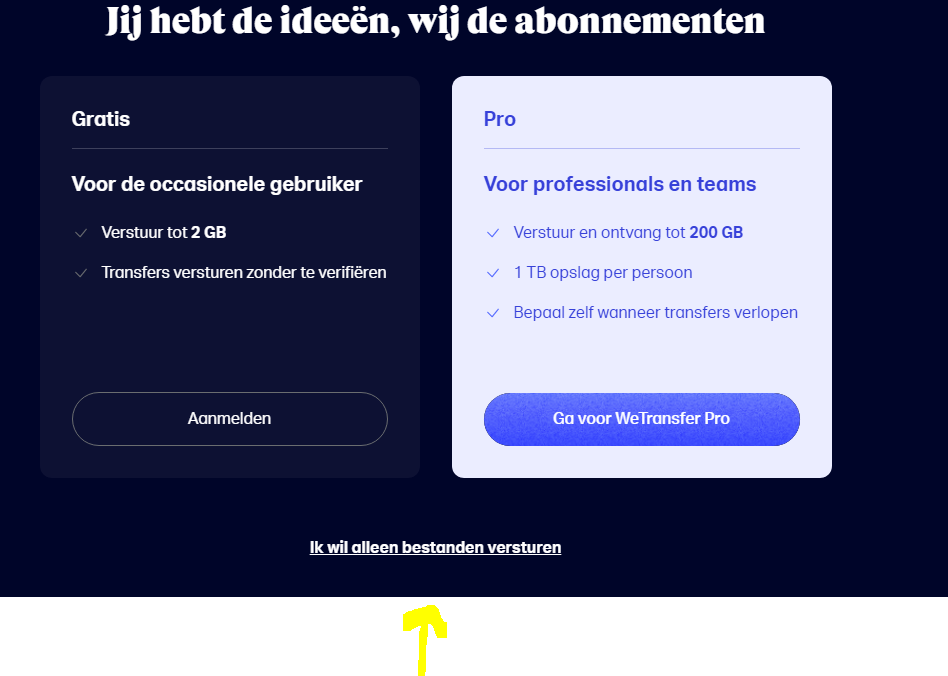 Jij hebt de ideeën, wij de abonnementen
Gratis
Voor de occasionele gebruiker
Verstuur tot 2 GB
Transfers versturen zonder te verifiëren
Aanmelden
Pro
Voor professionals en teams
Verstuur en ontvang tot 200 GB
1 TB opslag per persoon
Bepaal zelf wanneer transfers verlopen
Ga voor WeTransfer Pro
Ik wil alleen bestanden versturen